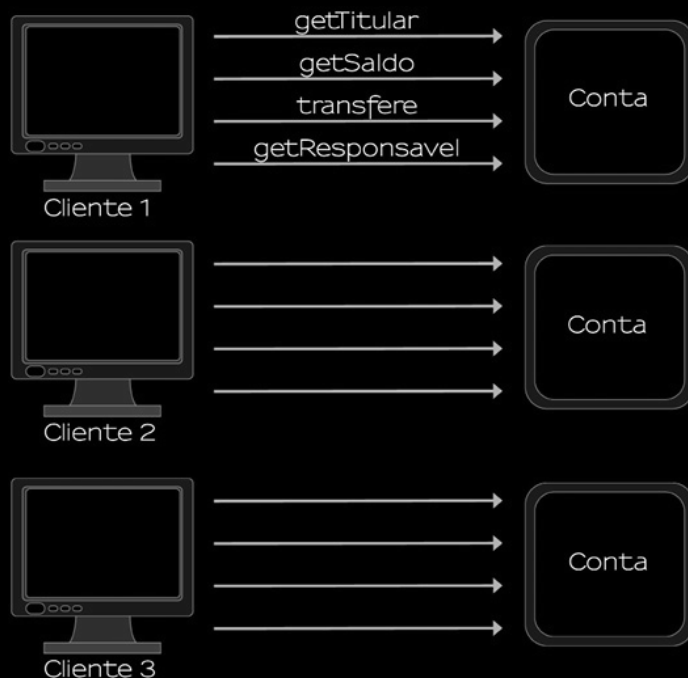 getTitular
getSaldo
transfere
getResponsavel
Conta
Cliente 1
Conta
Cliente 2
Conta
Cliente 3